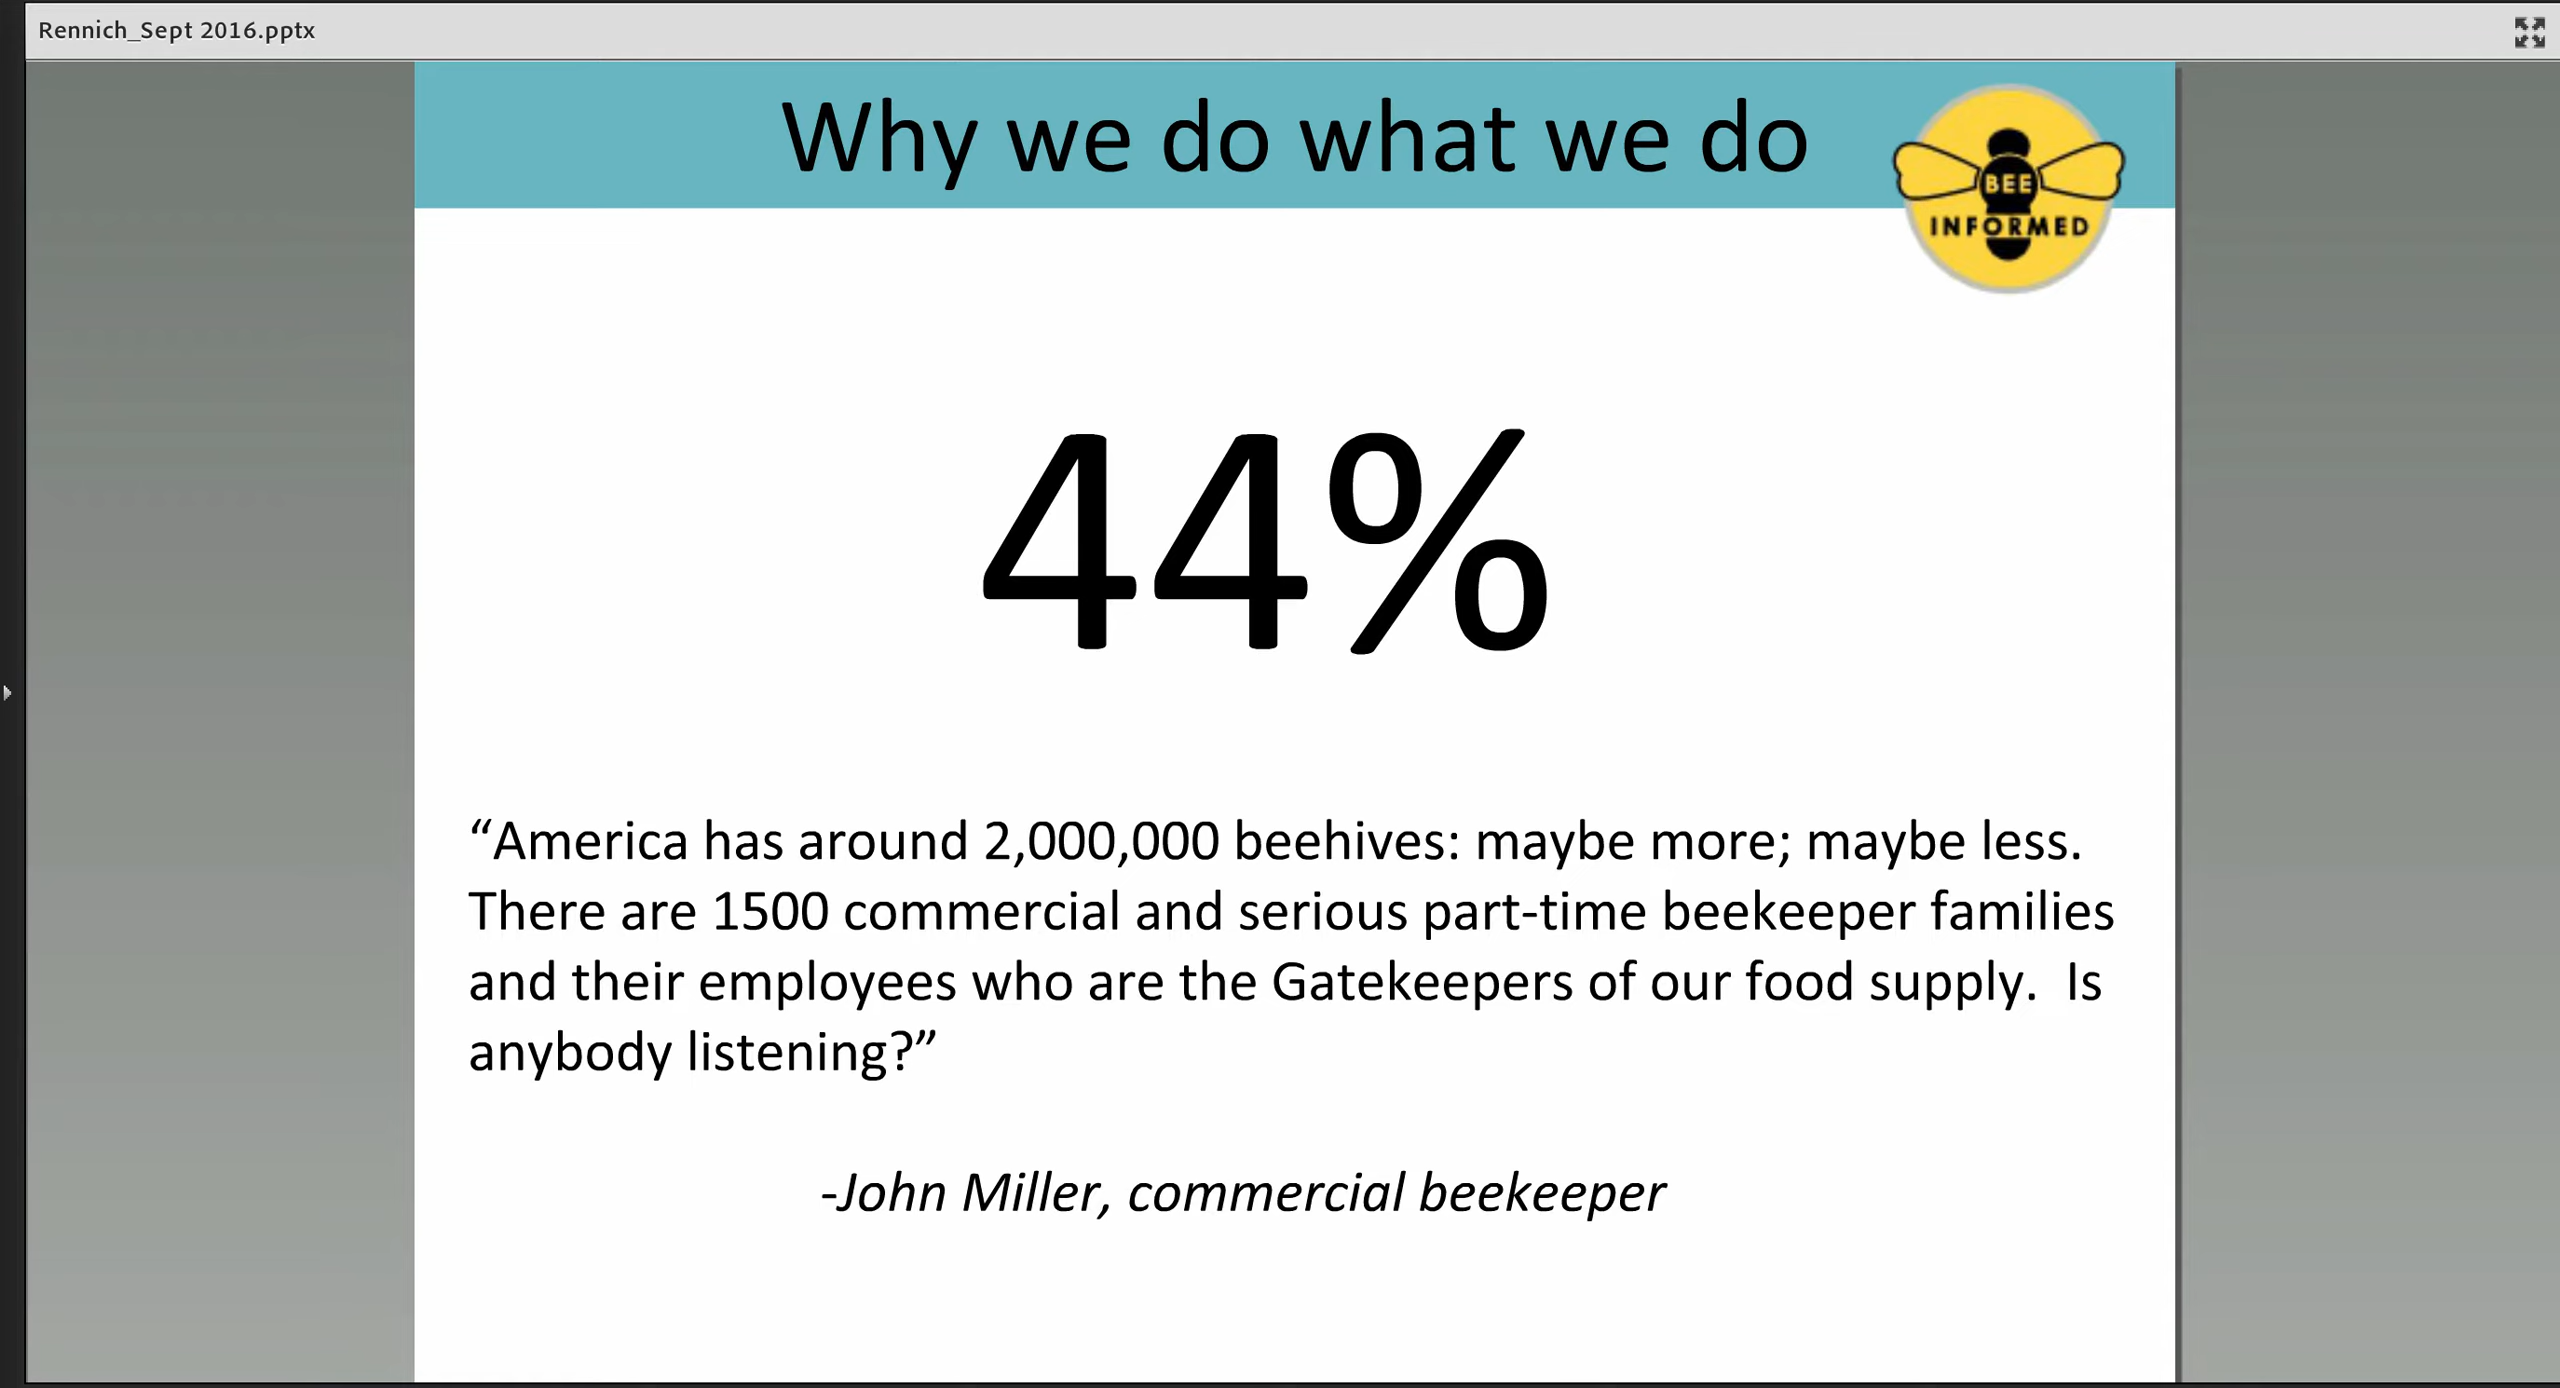 Rennich_Sept 2016.pptx
Why we do what we do
BEE
INFORMED
44%
“America has around 2,000,000 beehives: maybe more; maybe less.
There are 1500 commercial and serious part-time beekeeper families
and their employees who are the Gatekeepers of our food supply.  Is
anybody listening?”
-John Miller, commercial beekeeper